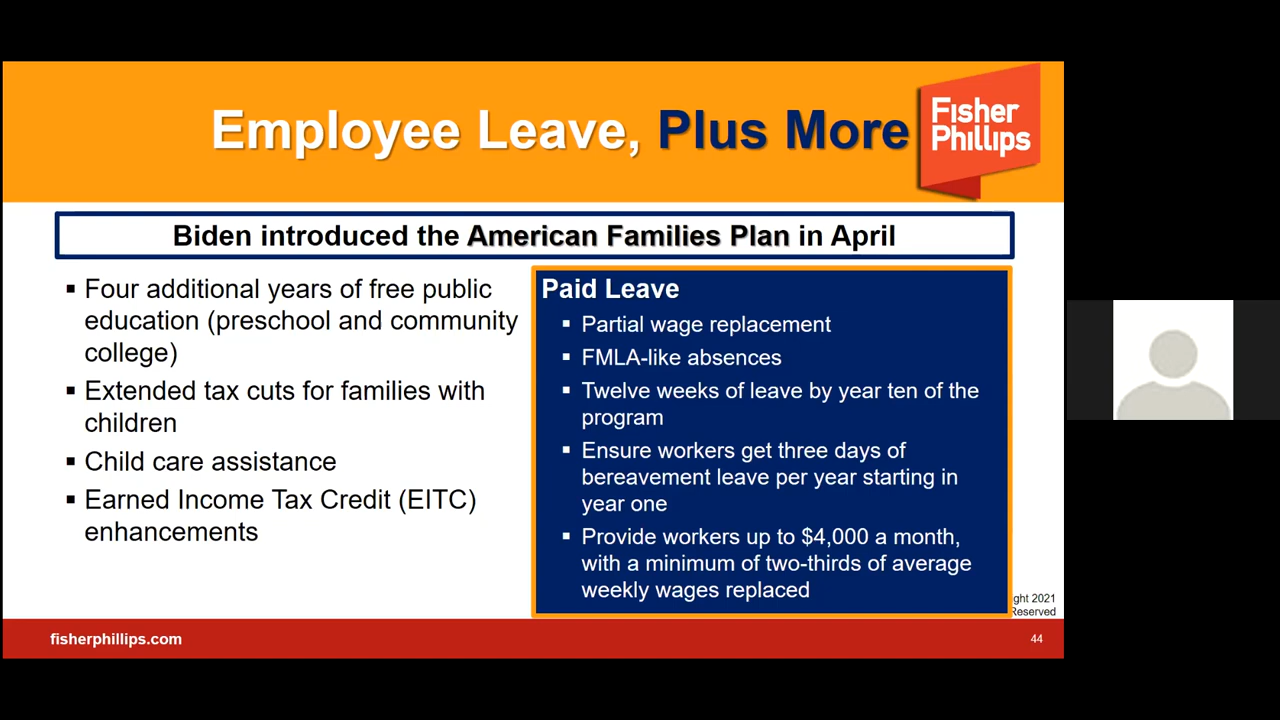 Employee Leave, Plus More
Fisher
Phillips
Biden introduced the American Families Plan in April
▪ Four additional years of free public
education (preschool and community
college)
▪ Extended tax cuts for families with
children
▪ Child care assistance
▪ Earned Income Tax Credit (EITC)
enhancements
Paid Leave
▪ Partial wage replacement
▪ FMLA-like absences
▪ Twelve weeks of leave by year ten of the
program
▪ Ensure workers get three days of
bereavement leave per year starting in
year one
▪ Provide workers up to $4,000 a month,
with a minimum of two-thirds of average
weekly wages replaced
2021
Reserved
fisherphillips.com
44